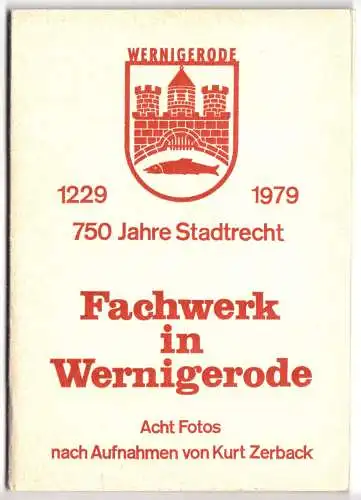 WERNIGERODE
1229 1979
750 Jahre Stadtrecht
Fachwerk
in
Wernigerode
Acht Fotos
nach Aufnahmen von Kurt Zerback